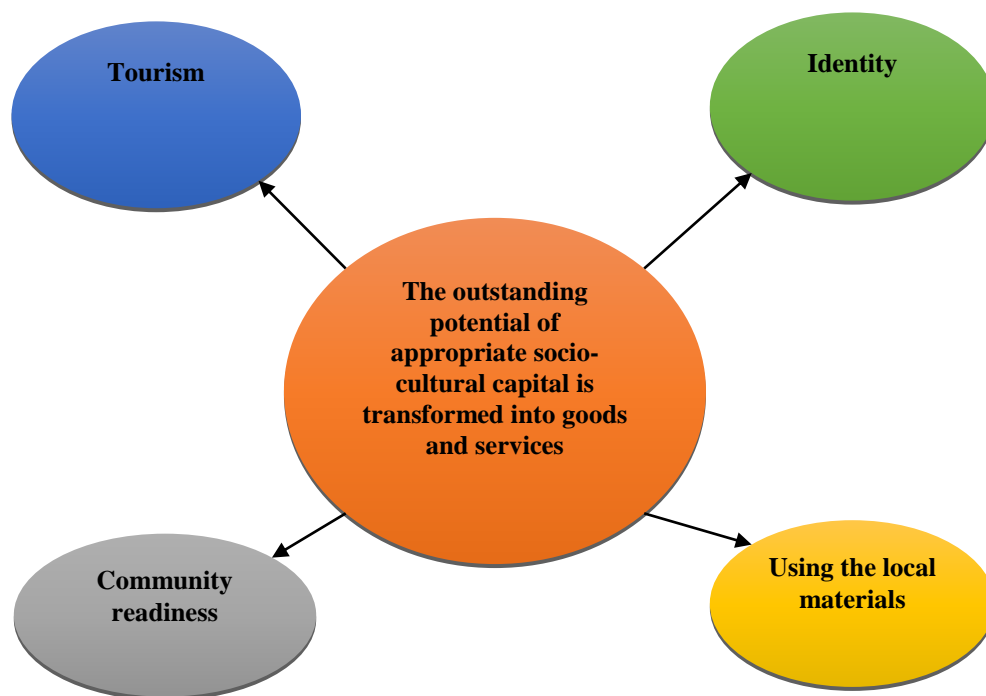 Tourism
Identity
The outstanding
potential of
appropriate socio-
cultural capital is
transformed into goods
and services
Community
readiness
Using the local
materials